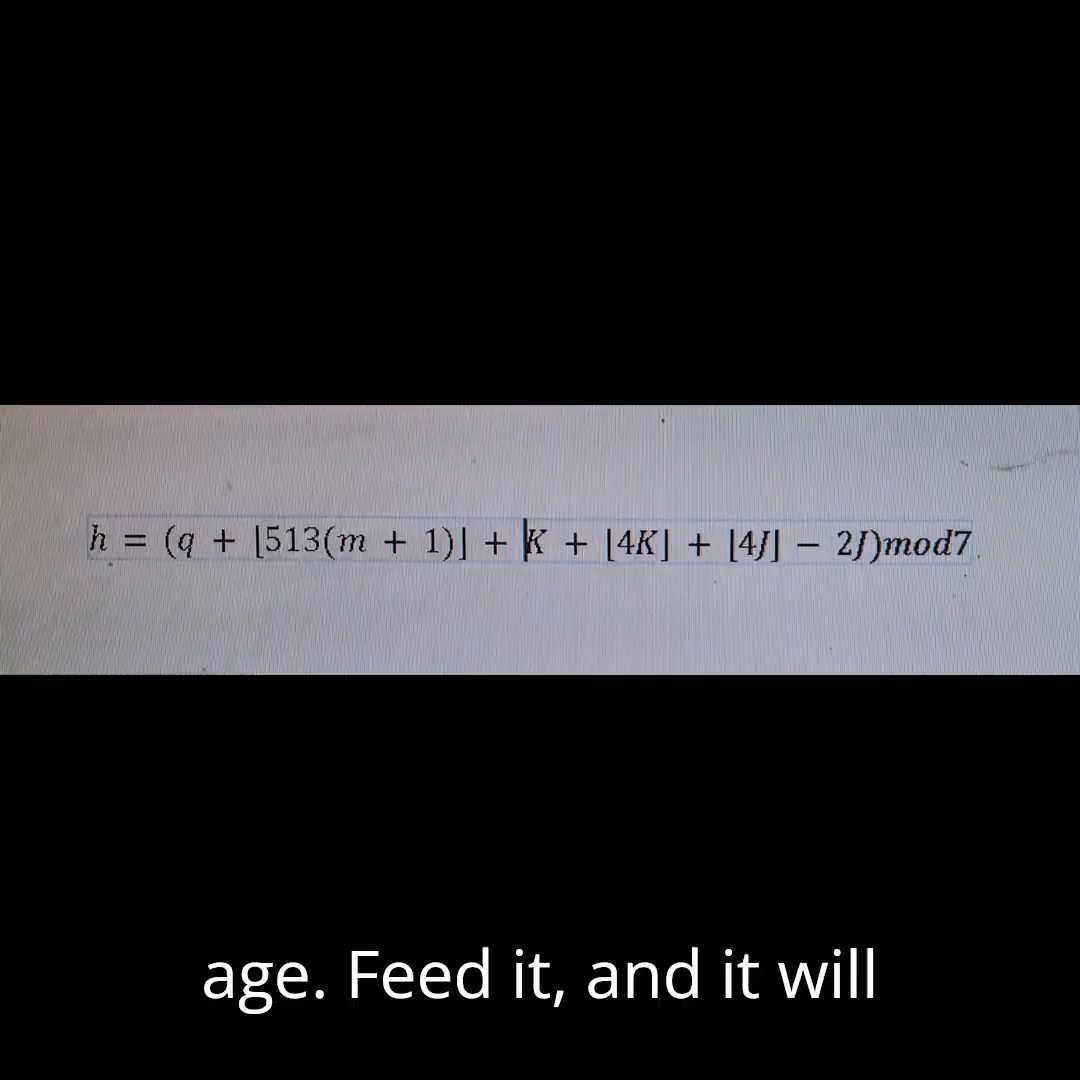 h = (q + ⌊513(m + 1)⌋ + K + ⌊4K⌋ + ⌊4J⌋ − 2J)mod7
age. Feed it, and it will